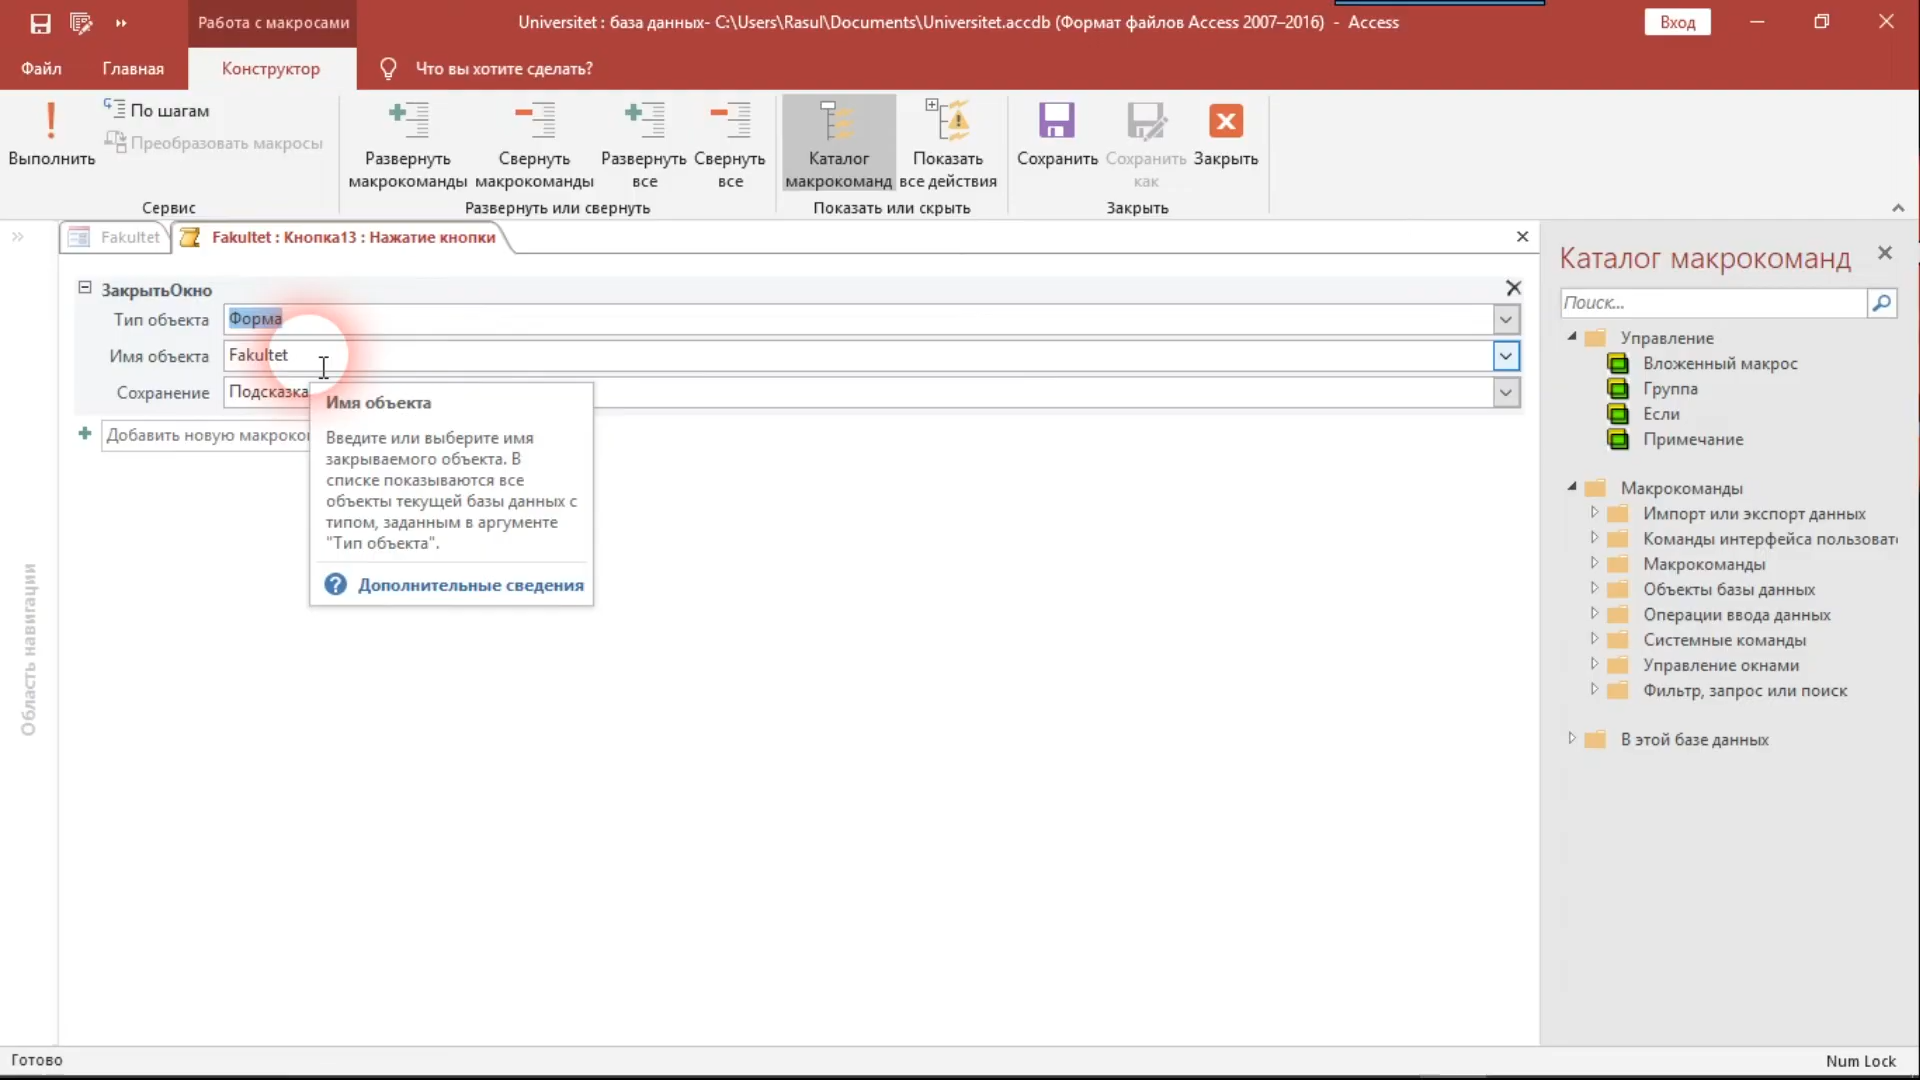 Работа с макросами
Universitet : база данных- C:\Users\Rasul\Documents\Universitet.accdb (Формат файлов Access 2007–2016) - Access
Вход
Файл
Главная
Конструктор
Что вы хотите сделать?
Выполнить
По шагам
Преобразовать макросы
Сервис
Развернуть
макрокоманды
Свернуть
макрокоманды
Развернуть
все
Свернуть
все
Развернуть или свернуть
Каталог
макрокоманд
Показать
все действия
Показать или скрыть
Сохранить
Сохранить
как
Закрыть
Закрыть
Fakultet
Fakultet : Кнопка13 : Нажатие кнопки
Область навигации
ЗакрытьОкно
Тип объекта
Форма
Имя объекта
Fakultet
Сохранение
Подсказка
Добавить новую макроко
Имя объекта
Введите или выберите имя
закрываемого объекта. В
списке показываются все
объекты текущей базы данных с
типом, заданным в аргументе
"Тип объекта".
Дополнительные сведения
Каталог макрокоманд
Поиск...
Управление
Вложенный макрос
Группа
Если
Примечание
Макрокоманды
Импорт или экспорт данных
Команды интерфейса пользоват
Макрокоманды
Объекты базы данных
Операции ввода данных
Системные команды
Управление окнами
Фильтр, запрос или поиск
В этой базе данных
Готово
Num Lock